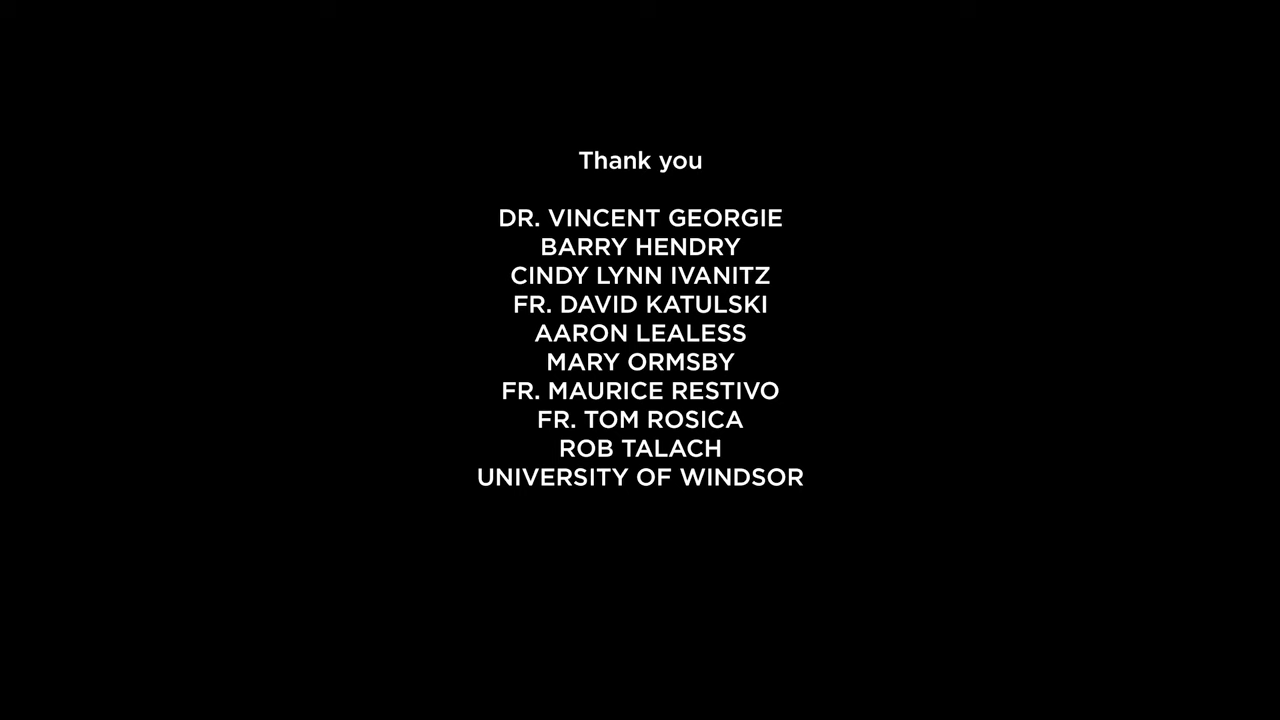 Thank you
DR. VINCENT GEORGIE
BARRY HENDRY
CINDY LYNN IVANITZ
FR. DAVID KATULSKI
AARON LEALESS
MARY ORMSBY
FR. MAURICE RESTIVO
FR. TOM ROSICA
ROB TALACH
UNIVERSITY OF WINDSOR